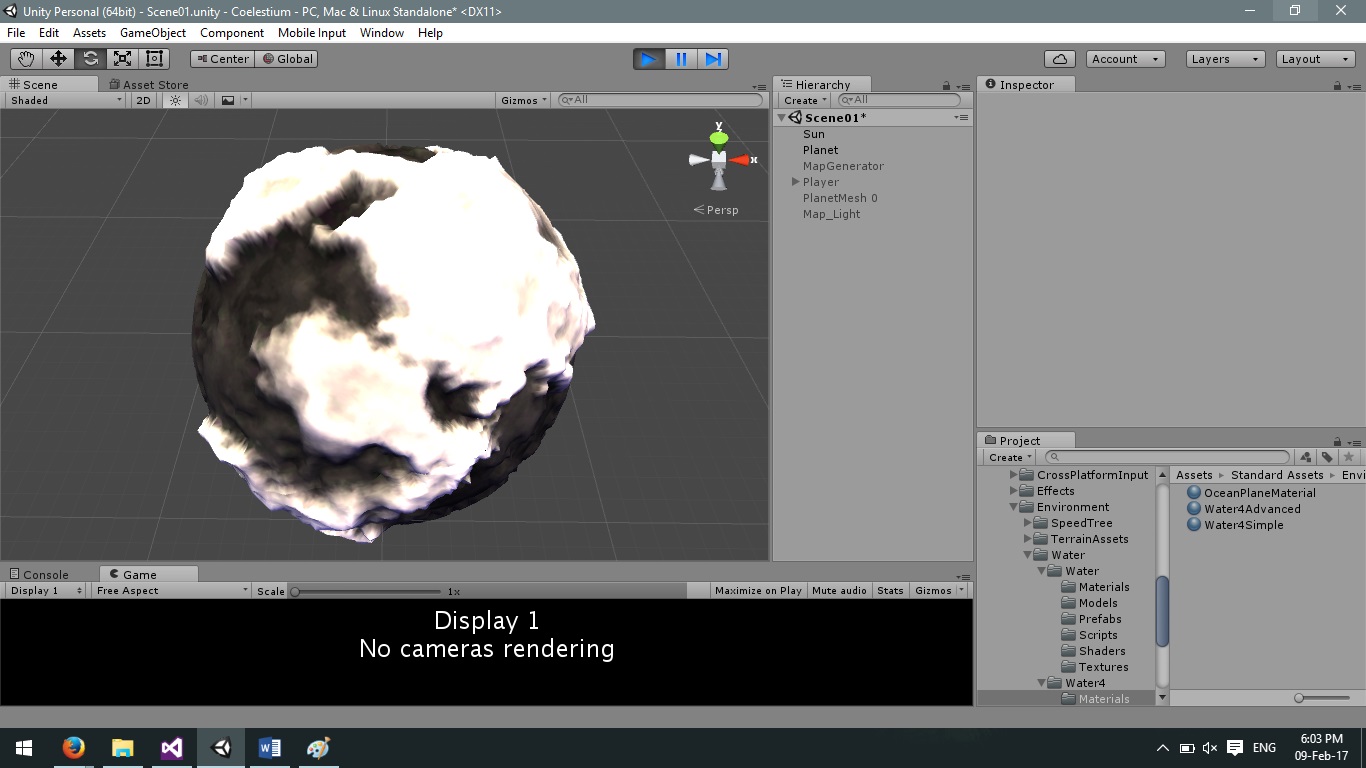 Unity Personal (64bit) - Scene01.unity - Coelestium - PC, Mac & Linux Standalone* <DX11>
File Edit Assets GameObject Component Mobile Input Window Help
Center Global Account Layers Layout
Scene Asset Store
Shaded 2D Gizmos All
y
x
Persp
Hierarchy
Create All
Scene01*
Sun
Planet
MapGenerator
Player
PlanetMesh 0
Map_Light
Inspector
Project
Create
CrossPlatformInput
Effects
Environment
SpeedTree
TerrainAssets
Water
Water
Materials
Models
Prefabs
Scripts
Shaders
Textures
Water4
Materials
Assets Standard Assets Envi
OceanPlaneMaterial
Water4Advanced
Water4Simple
Console Game
Display 1 Free Aspect Scale 1x Maximize on Play Mute audio Stats Gizmos
Display 1
No cameras rendering
ENG
6:03 PM
09-Feb-17